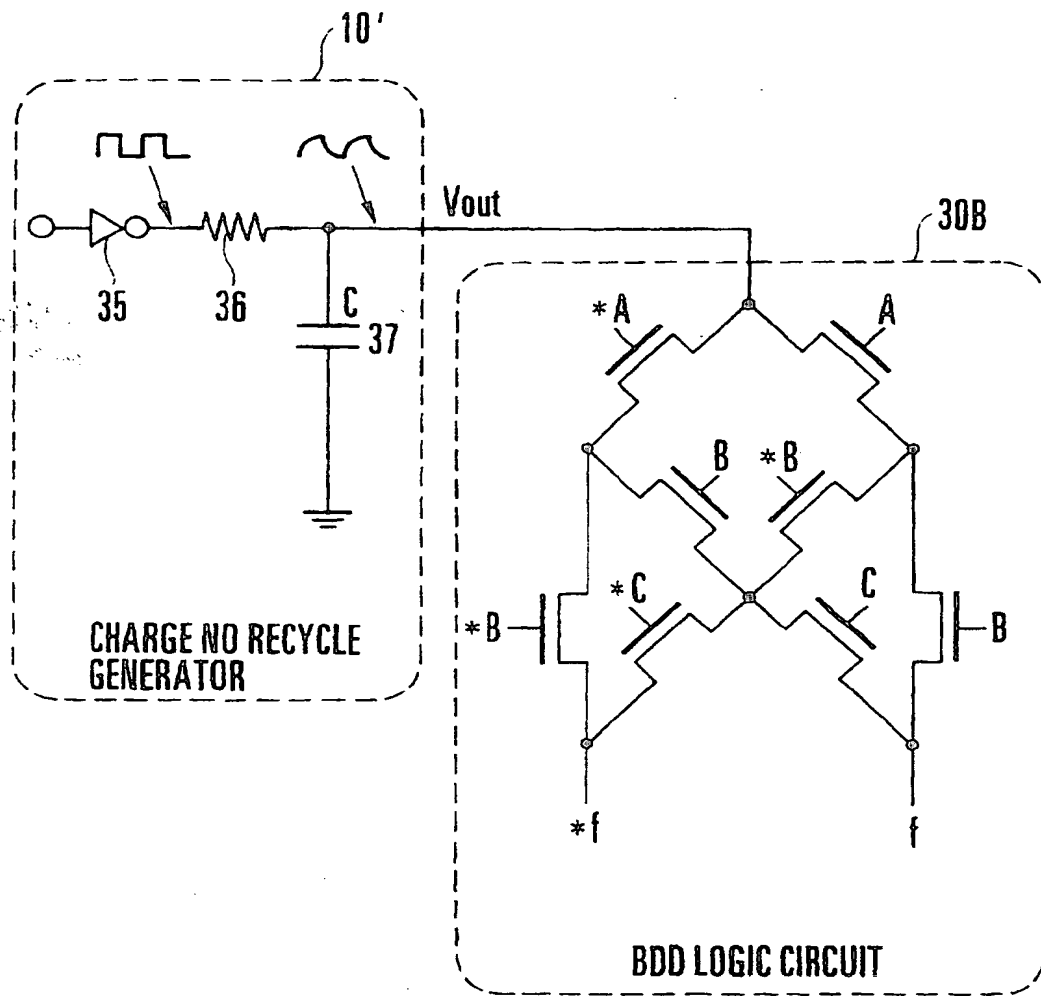 10'
Vout
30B
35
36
C
37
*A
A
B
*B
*C
C
*B
B
CHARGE NO RECYCLE
GENERATOR
*f
f
BDD LOGIC CIRCUIT